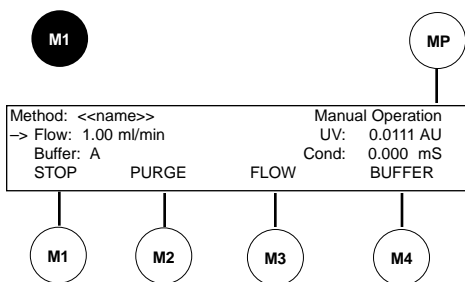 M1 MP
Method: <<name>> Manual Operation
–> Flow: 1.00 ml/min UV: 0.0111 AU
Buffer: A Cond: 0.000 mS
STOP PURGE FLOW BUFFER
M1 M2 M3 M4